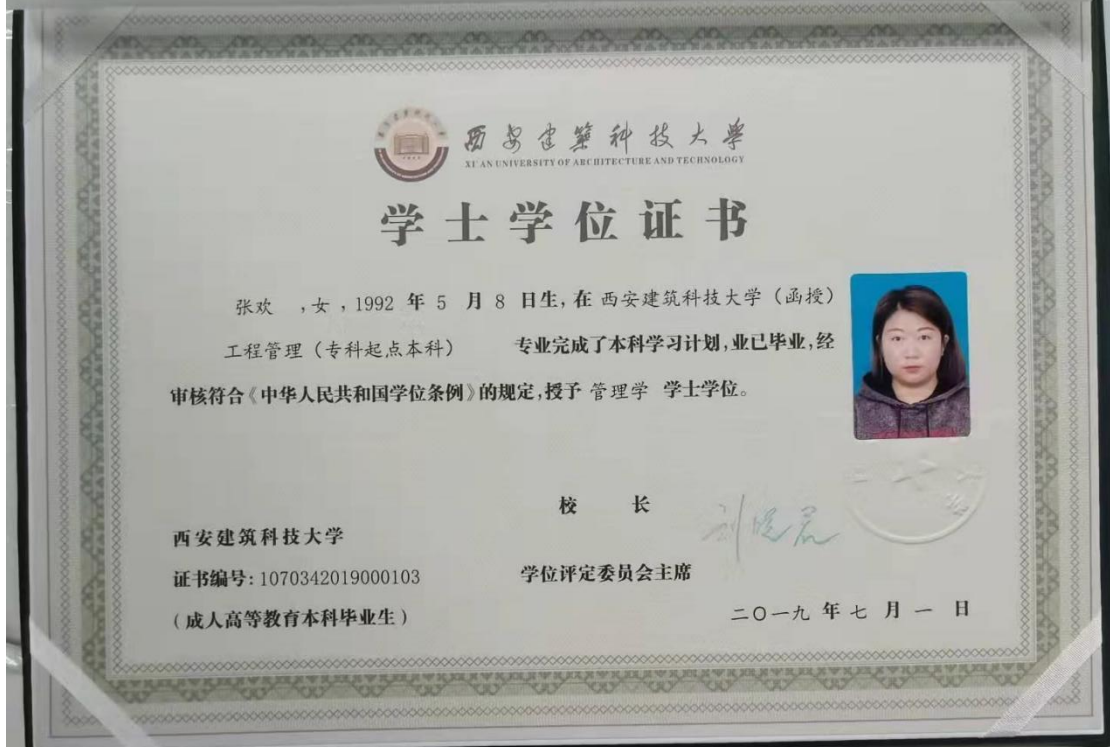 西安建筑科技大学
XI'AN UNIVERSITY OF ARCHITECTURE AND TECHNOLOGY
学士学位证书
张欢 ,女,1992 年 5 月 8 日生,在 西安建筑科技大学(函授)
工程管理(专科起点本科) 专业完成了本科学习计划,业已毕业,经
审核符合《中华人民共和国学位条例》的规定,授予 管理学 学士学位。
校 长
刘晓君
西安建筑科技大学
证书编号:1070342019000103
学位评定委员会主席
(成人高等教育本科毕业生)
二〇一九 年 七 月 一 日